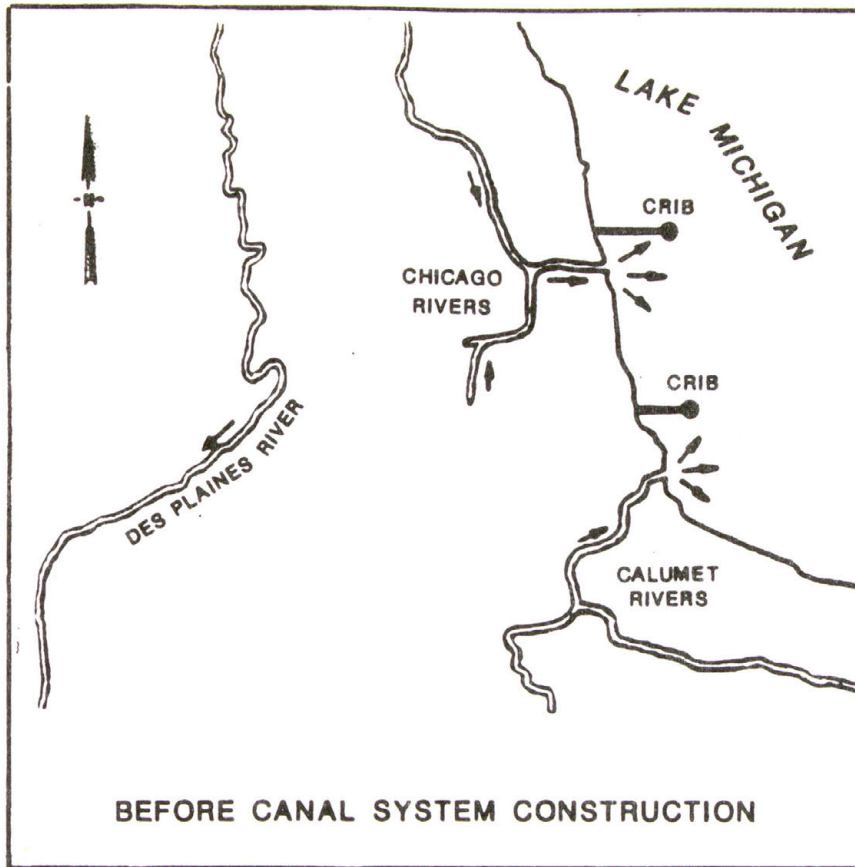 LAKE MICHIGAN
CRIB
CHICAGO
RIVERS
CRIB
DES PLAINES RIVER
CALUMET
RIVERS
BEFORE CANAL SYSTEM CONSTRUCTION